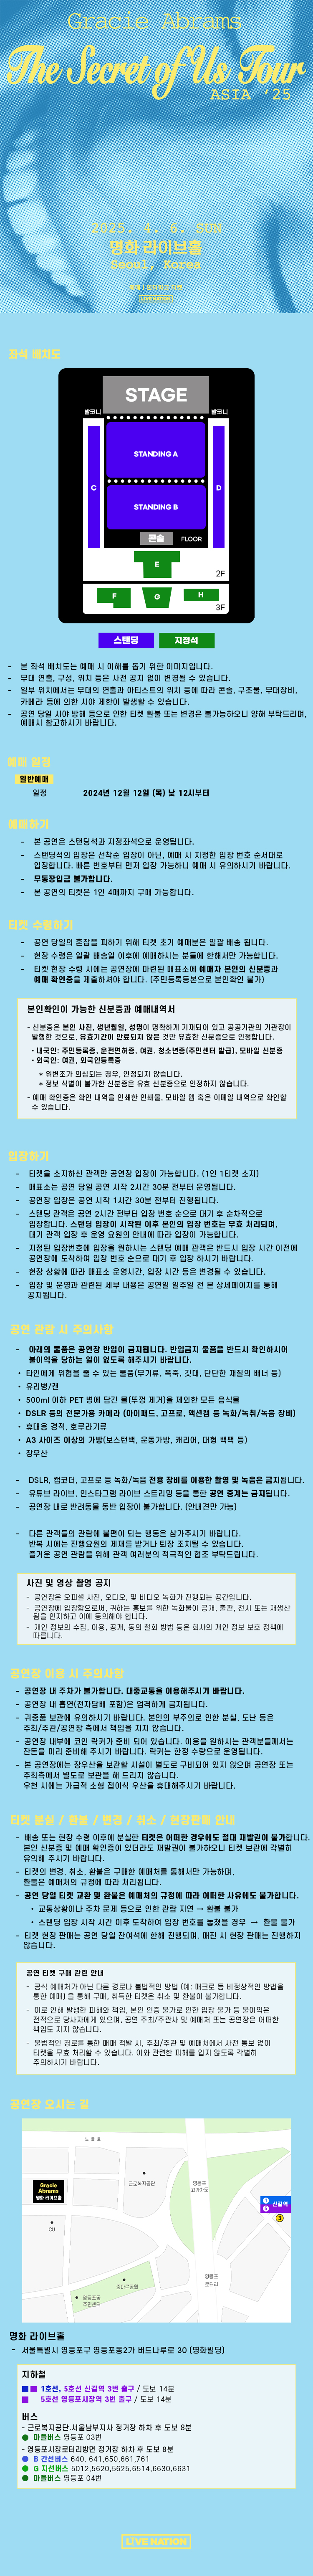 Gracie Abrams
The Secret of Us Tour
ASIA '25
2025. 4. 6. SUN
명화 라이브홀
Seoul, Korea
예매 | 인터파크 티켓
LIVE NATION
좌석 배치도
STAGE
발코니
발코니
STANDING A
C
D
STANDING B
콘솔
FLOOR
E
2F
F
G
H
3F
스탠딩
지정석
- 본 좌석 배치도는 예매 시 이해를 돕기 위한 이미지입니다.
- 무대 연출, 구성, 위치 등은 사전 공지 없이 변경될 수 있습니다.
- 일부 위치에서는 무대의 연출과 아티스트의 위치 등에 따라 콘솔, 구조물, 무대장비,
카메라 등에 의한 시야 제한이 발생할 수 있습니다.
- 공연 당일 시야 방해 등으로 인한 티켓 환불 또는 변경은 불가능하오니 양해 부탁드리며,
예매시 참고하시기 바랍니다.
예매 일정
일반예매
일정 2024년 12월 12일 (목) 낮 12시부터
예매하기
- 본 공연은 스탠딩석과 지정좌석으로 운영됩니다.
- 스탠딩석의 입장은 선착순 입장이 아닌, 예매 시 지정한 입장 번호 순서대로
입장합니다. 빠른 번호부터 먼저 입장 가능하니 예매 시 유의하시기 바랍니다.
- 무통장입금 불가합니다.
- 본 공연의 티켓은 1인 4매까지 구매 가능합니다.
티켓 수령하기
- 공연 당일의 혼잡을 피하기 위해 티켓 초기 예매분은 일괄 배송 됩니다.
- 현장 수령은 일괄 배송일 이후에 예매하시는 분들에 한해서만 가능합니다.
- 티켓 현장 수령 시에는 공연장에 마련된 매표소에 예매자 본인의 신분증과
예매 확인증을 제출하셔야 합니다. (주민등록등본으로 본인확인 불가)
본인확인이 가능한 신분증과 예매내역서
- 신분증은 본인 사진, 생년월일, 성명이 명확하게 기재되어 있고 공공기관의 기관장이
발행한 것으로, 유효기간이 만료되지 않은 것만 유효한 신분증으로 인정합니다.
• 내국인: 주민등록증, 운전면허증, 여권, 청소년증(주민센터 발급), 모바일 신분증
• 외국인: 여권, 외국인등록증
* 위변조가 의심되는 경우, 인정되지 않습니다.
* 정보 식별이 불가한 신분증은 유효 신분증으로 인정하지 않습니다.
- 예매 확인증은 확인 내역을 인쇄한 인쇄물, 모바일 앱 혹은 이메일 내역으로 확인할
수 있습니다.
입장하기
- 티켓을 소지하신 관객만 공연장 입장이 가능합니다. (1인 1티켓 소지)
- 매표소는 공연 당일 공연 시작 2시간 30분 전부터 운영됩니다.
- 공연장 입장은 공연 시작 1시간 30분 전부터 진행됩니다.
- 스탠딩 관객은 공연 2시간 전부터 입장 번호 순으로 대기 후 순차적으로
입장합니다. 스탠딩 입장이 시작된 이후 본인의 입장 번호는 무효 처리되며,
대기 관객 입장 후 운영 요원의 안내에 따라 입장이 가능합니다.
- 지정된 입장번호에 입장을 원하시는 스탠딩 예매 관객은 반드시 입장 시간 이전에
공연장에 도착하여 입장 번호 순으로 대기 후 입장 하시기 바랍니다.
- 현장 상황에 따라 매표소 운영시간, 입장 시간 등은 변경될 수 있습니다.
- 입장 및 운영과 관련된 세부 내용은 공연일 일주일 전 본 상세페이지를 통해
공지됩니다.
공연 관람 시 주의사항
- 아래의 물품은 공연장 반입이 금지됩니다. 반입금지 물품을 반드시 확인하시어
불이익을 당하는 일이 없도록 해주시기 바랍니다.
• 타인에게 위협을 줄 수 있는 물품(무기류, 폭죽, 깃대, 단단한 재질의 배너 등)
• 유리병/캔
• 500ml 이하 PET 병에 담긴 물(뚜껑 제거)을 제외한 모든 음식물
• DSLR 등의 전문가용 카메라 (아이패드, 고프로, 액션캠 등 녹화/녹취/녹음 장비)
• 휴대용 경적, 호루라기류
• A3 사이즈 이상의 가방(보스턴백, 운동가방, 캐리어, 대형 백팩 등)
• 장우산
- DSLR, 캠코더, 고프로 등 녹화/녹음 전용 장비를 이용한 촬영 및 녹음은 금지됩니다.
- 유튜브 라이브, 인스타그램 라이브 스트리밍 등을 통한 공연 중계는 금지됩니다.
- 공연장 내로 반려동물 동반 입장이 불가합니다. (안내견만 가능)
- 다른 관객들의 관람에 불편이 되는 행동은 삼가주시기 바랍니다.
반복 시에는 진행요원의 제재를 받거나 퇴장 조치될 수 있습니다.
즐거운 공연 관람을 위해 관객 여러분의 적극적인 협조 부탁드립니다.
사진 및 영상 촬영 공지
- 공연장은 오피셜 사진, 오디오, 및 비디오 녹화가 진행되는 공간입니다.
- 공연장에 입장함으로써, 귀하는 홍보를 위한 녹화물이 공개, 출판, 전시 또는 재생산
됨을 인지하고 이에 동의하여야 합니다.
- 개인 정보의 수집, 이용, 공개, 동의 철회 방법 등은 회사의 개인 정보 보호 정책에
따릅니다.
공연장 이용 시 주의사항
- 공연장 내 주차가 불가합니다. 대중교통을 이용해주시기 바랍니다.
- 공연장 내 흡연(전자담배 포함)은 엄격하게 금지됩니다.
- 귀중품 보관에 유의하시기 바랍니다. 본인의 부주의로 인한 분실, 도난 등은
주최/주관/공연장 측에서 책임을 지지 않습니다.
- 공연장 내부에 코인 락커가 준비 되어 있습니다. 이용을 원하시는 관객분들께서는
잔돈을 미리 준비해 주시기 바랍니다. 락커는 한정 수량으로 운영됩니다.
- 본 공연장에는 장우산을 보관할 시설이 별도로 구비되어 있지 않으며 공연장 또는
주최측에서 별도로 보관을 해 드리지 않습니다.
우천 시에는 가급적 소형 접이식 우산을 휴대해주시기 바랍니다.
티켓 분실 / 환불 / 변경 / 취소 / 현장판매 안내
- 배송 또는 현장 수령 이후에 분실한 티켓은 어떠한 경우에도 절대 재발권이 불가합니다.
본인 신분증 및 예매 확인증이 있더라도 재발권이 불가하오니 티켓 보관에 각별히
유의해 주시기 바랍니다.
- 티켓의 변경, 취소, 환불은 구매한 예매처를 통해서만 가능하며,
환불은 예매처의 규정에 따라 처리됩니다.
- 공연 당일 티켓 교환 및 환불은 예매처의 규정에 따라 어떠한 사유에도 불가합니다.
• 교통상황이나 주차 문제 등으로 인한 관람 지연 → 환불 불가
• 스탠딩 입장 시작 시간 이후 도착하여 입장 번호를 놓쳤을 경우 → 환불 불가
- 티켓 현장 판매는 공연 당일 잔여석에 한해 진행되며, 매진 시 현장 판매는 진행하지
않습니다.
공연 티켓 구매 관련 안내
- 공식 예매처가 아닌 다른 경로나 불법적인 방법 (예: 매크로 등 비정상적인 방법을
통한 예매) 을 통해 구매, 취득한 티켓은 취소 및 환불이 불가합니다.
- 이로 인해 발생한 피해와 책임, 본인 인증 불가로 인한 입장 불가 등 불이익은
전적으로 당사자에게 있으며, 공연 주최/주관사 및 예매처 또는 공연장은 어떠한
책임도 지지 않습니다.
- 불법적인 경로를 통한 매매 적발 시, 주최/주관 및 예매처에서 사전 통보 없이
티켓을 무효 처리할 수 있습니다. 이와 관련한 피해를 입지 않도록 각별히
주의하시기 바랍니다.
공연장 오시는 길
노들로
Gracie
Abrams
명화 라이브홀
근로복지공단
영등포
고가차도
1
5
신길역
3
CU
영등포
로터리
중마루공원
영등포동
주민센터
명화 라이브홀
- 서울특별시 영등포구 영등포동2가 버드나루로 30 (명화빌딩)
지하철
1호선, 5호선 신길역 3번 출구 / 도보 14분
5호선 영등포시장역 3번 출구 / 도보 14분
버스
- 근로복지공단.서울남부지사 정거장 하차 후 도보 8분
마을버스 영등포 03번
- 영등포시장로터리방면 정거장 하차 후 도보 8분
B 간선버스 640, 641,650,661,761
G 지선버스 5012,5620,5625,6514,6630,6631
마을버스 영등포 04번
LIVE NATION